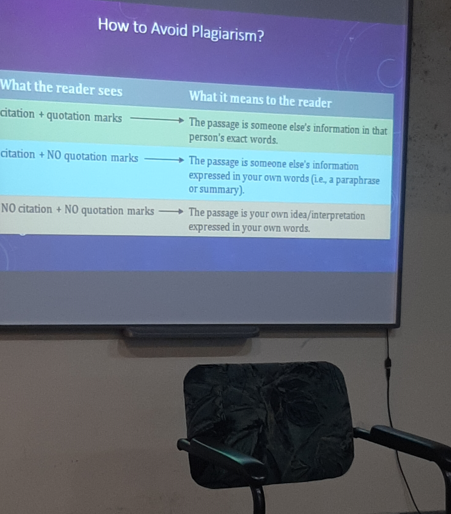 How to Avoid Plagiarism?
What the reader sees
What it means to the reader
citation + quotation marks
The passage is someone else's information in that
person's exact words.
citation + NO quotation marks
The passage is someone else's information
expressed in your own words (i.e., a paraphrase
or summary).
NO citation + NO quotation marks
The passage is your own idea/interpretation
expressed in your own words.